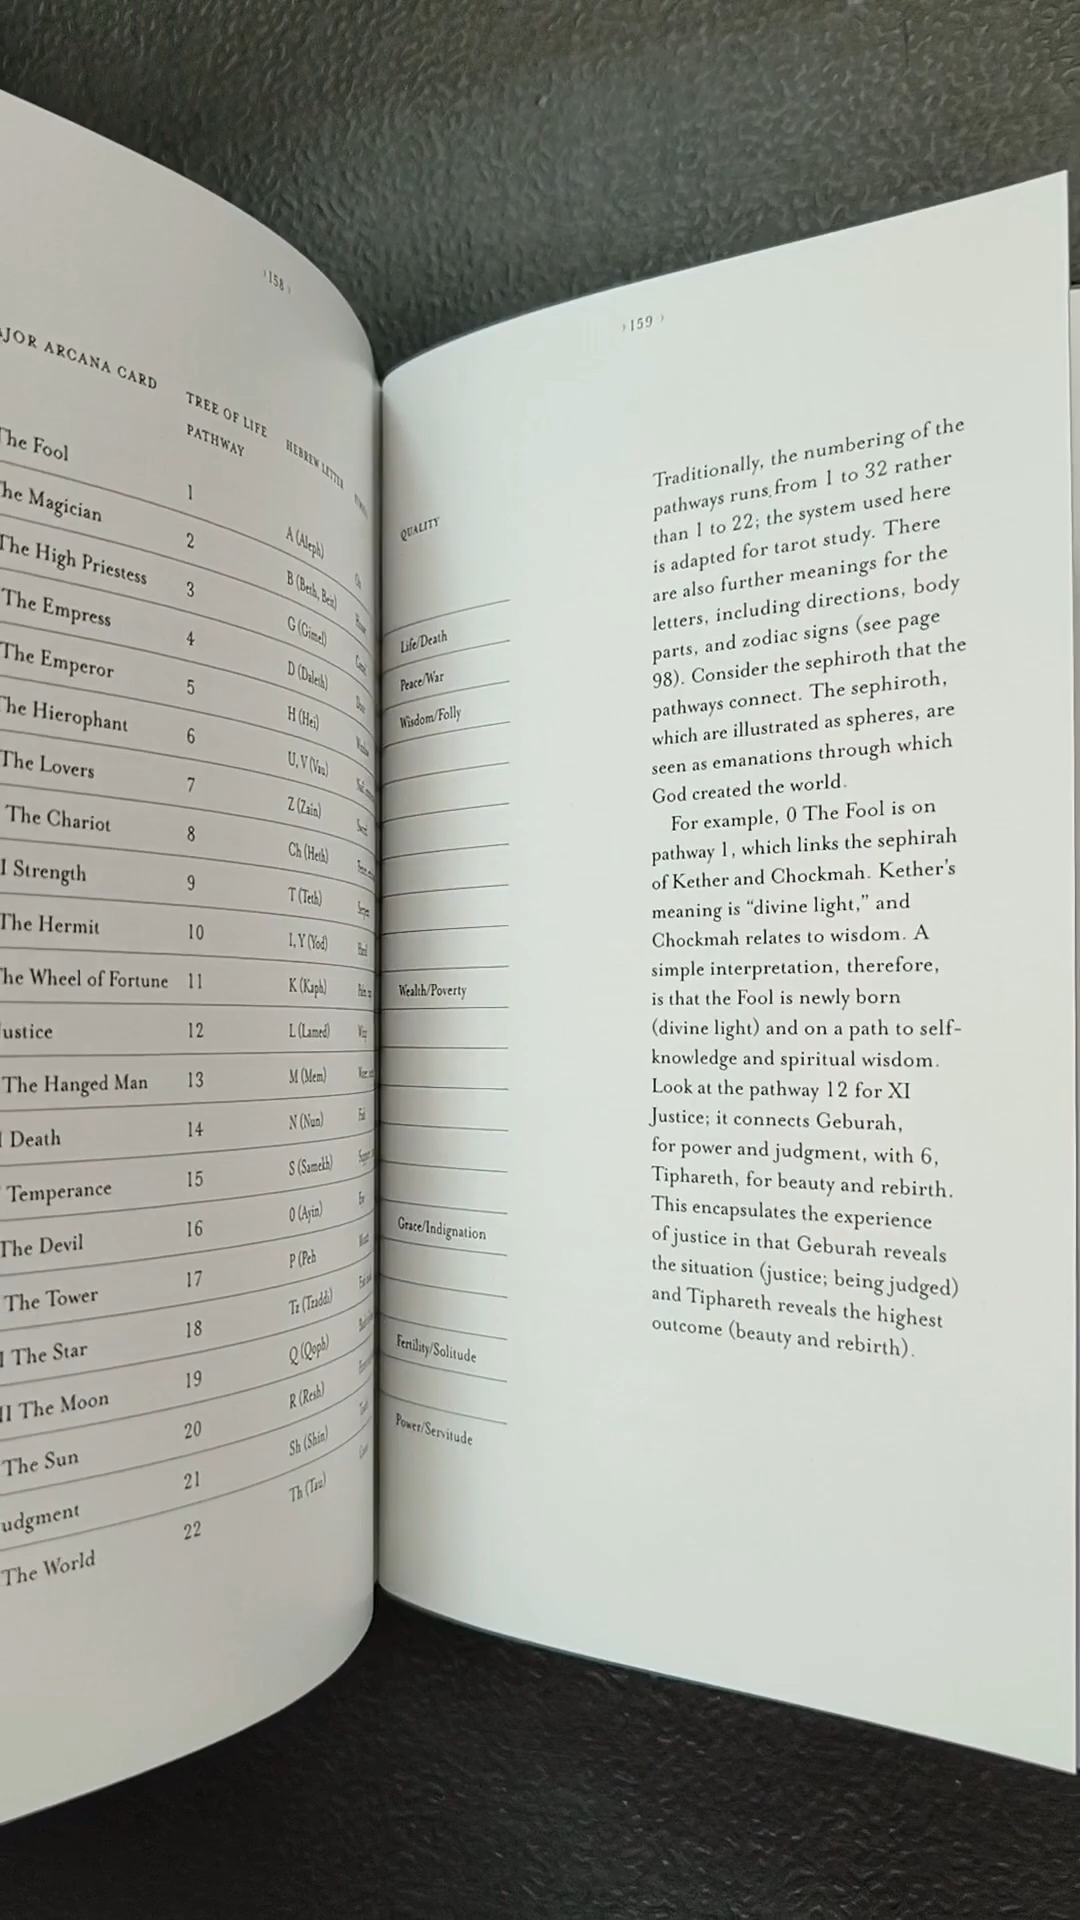 158
AJOR ARCANA CARD
TREE OF LIFE
PATHWAY
HEBREW LETTER
The Fool 1 A (Aleph)
The Magician 2 B (Beth, Bet)
The High Priestess 3 G (Gimel)
The Empress 4 D (Daleth)
The Emperor 5 H (Hei)
The Hierophant 6 U, V (Vau)
The Lovers 7 Z (Zain)
The Chariot 8 Ch (Heth)
I Strength 9 T (Teth)
The Hermit 10 I, Y (Yod)
The Wheel of Fortune 11 K (Kaph)
ustice 12 L (Lamed)
The Hanged Man 13 M (Mem)
I Death 14 N (Nun)
Temperance 15 S (Samekh)
The Devil 16 O (Ayin)
The Tower 17 P (Peh
I The Star 18 Tz (Tzaddi)
II The Moon 19 Q (Qoph)
The Sun 20 R (Resh)
udgment 21 Sh (Shin)
The World 22 Th (Tau)
›159›
QUALITY
Life/Death
Peace/War
Wisdom/Folly
Wealth/Poverty
Grace/Indignation
Fertility/Solitude
Power/Servitude
Traditionally, the numbering of the
pathways runs from 1 to 32 rather
than 1 to 22; the system used here
is adapted for tarot study. There
are also further meanings for the
letters, including directions, body
parts, and zodiac signs (see page
98). Consider the sephiroth that the
pathways connect. The sephiroth,
which are illustrated as spheres, are
seen as emanations through which
God created the world.
For example, 0 The Fool is on
pathway 1, which links the sephirah
of Kether and Chockmah. Kether's
meaning is “divine light,” and
Chockmah relates to wisdom. A
simple interpretation, therefore,
is that the Fool is newly born
(divine light) and on a path to self-
knowledge and spiritual wisdom.
Look at the pathway 12 for XI
Justice; it connects Geburah,
for power and judgment, with 6,
Tiphareth, for beauty and rebirth.
This encapsulates the experience
of justice in that Geburah reveals
the situation (justice; being judged)
and Tiphareth reveals the highest
outcome (beauty and rebirth).